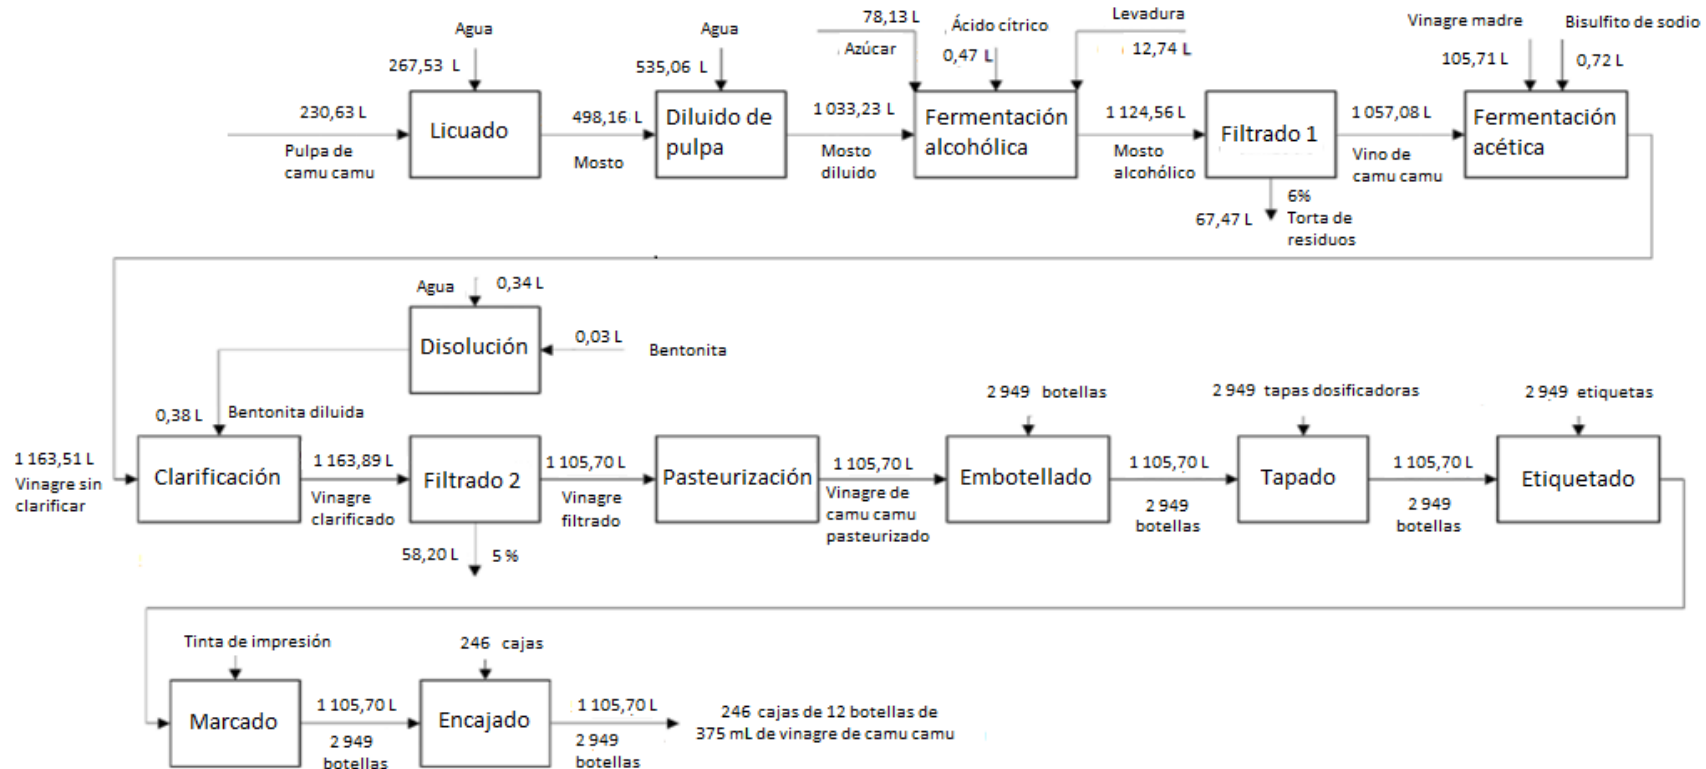 Agua
267,53 L
230,63 L
Pulpa de
camu camu
Licuado
498,16 L
Mosto
Agua
535,06 L
Diluido de
pulpa
1 033,23 L
Mosto
diluido
78,13 L
Azúcar
Ácido cítrico
0,47 L
Levadura
12,74 L
Fermentación
alcohólica
1 124,56 L
Mosto
alcohólico
Filtrado 1
6%
67,47 L
Torta de
residuos
1 057,08 L
Vino de
camu camu
Vinagre madre
105,71 L
Bisulfito de sodio
0,72 L
Fermentación
acética
Agua
0,34 L
Disolución
0,03 L
Bentonita
0,38 L
Bentonita diluida
1 163,51 L
Vinagre sin
clarificar
Clarificación
1 163,89 L
Vinagre
clarificado
Filtrado 2
58,20 L
5 %
1 105,70 L
Vinagre
filtrado
Pasteurización
1 105,70 L
Vinagre de
camu camu
pasteurizado
2 949 botellas
Embotellado
1 105,70 L
2 949
botellas
2 949 tapas dosificadoras
Tapado
1 105,70 L
2 949
botellas
2 949 etiquetas
Etiquetado
Tinta de impresión
Marcado
1 105,70 L
2 949
botellas
246 cajas
Encajado
1 105,70 L
2 949
botellas
246 cajas de 12 botellas de
375 mL de vinagre de camu camu